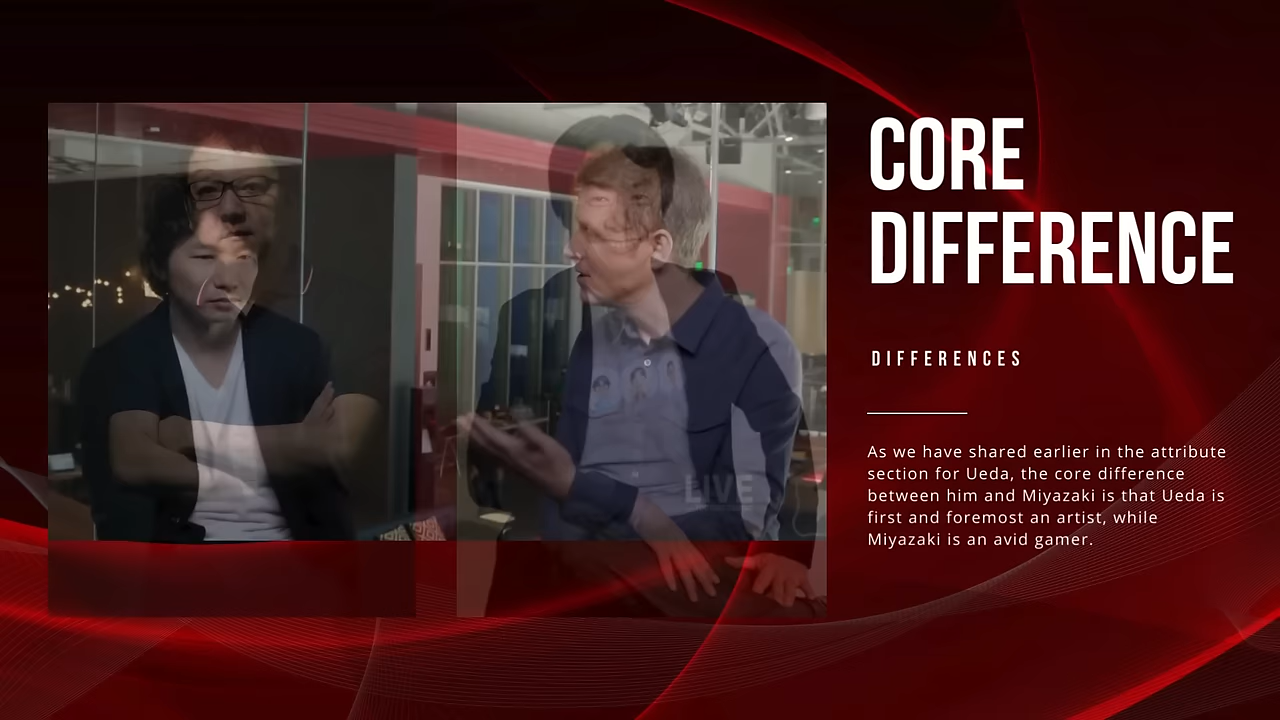 CORE
DIFFERENCE
DIFFERENCES
As we have shared earlier in the attribute
section for Ueda, the core difference
between him and Miyazaki is that Ueda is
first and foremost an artist, while
Miyazaki is an avid gamer.
LIVE